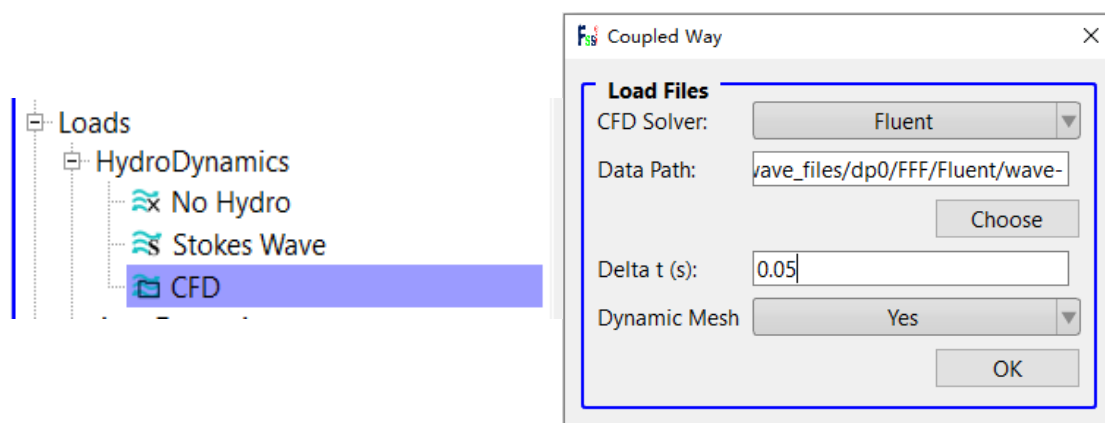 Loads
HydroDynamics
No Hydro
Stokes Wave
CFD
Coupled Way
Load Files
CFD Solver: Fluent
Data Path: wave_files/dp0/FFF/Fluent/wave-
Choose
Delta t (s): 0.05
Dynamic Mesh Yes
OK